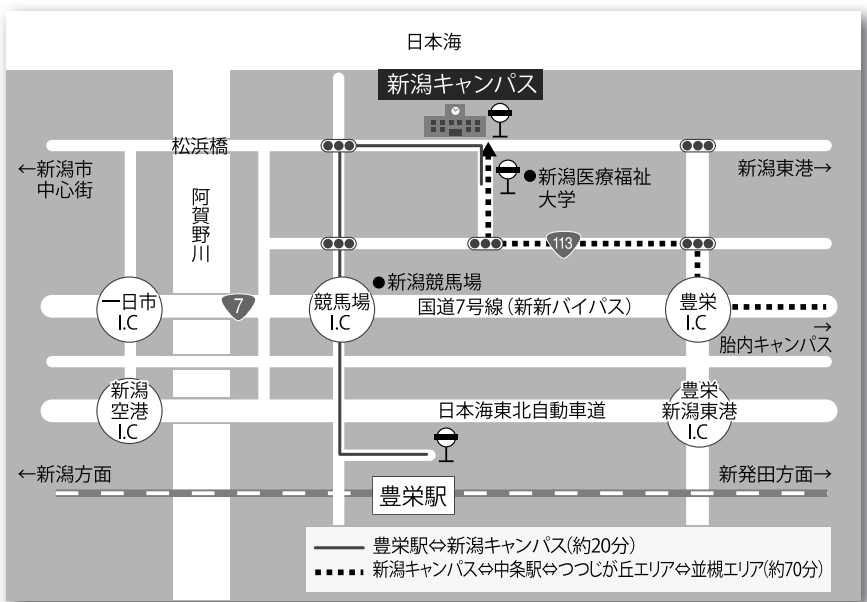 日本海
新潟キャンパス
松浜橋
←新潟市
中心街
新潟東港→
●新潟医療福祉
大学
阿賀野川
113
●新潟競馬場
一日市
I.C
7
競馬場
I.C
国道7号線(新新バイパス)
豊栄
I.C
→
胎内キャンパス
新潟
空港
I.C
日本海東北自動車道
豊栄
新潟東港
I.C
←新潟方面
新発田方面→
豊栄駅
豊栄駅⇔新潟キャンパス(約20分)
新潟キャンパス⇔中条駅⇔つつじが丘エリア⇔並槻エリア(約70分)